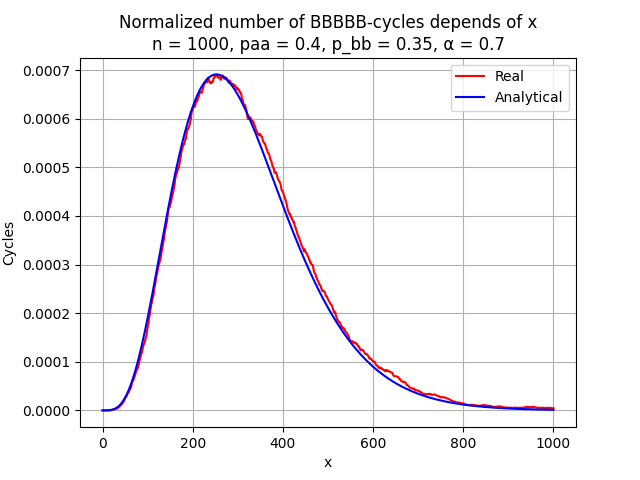 Normalized number of BBBBB-cycles depends of x
n = 1000, paa = 0.4, p_bb = 0.35, α = 0.7
Real
Analytical
0.0007
0.0006
0.0005
0.0004
0.0003
0.0002
0.0001
0.0000
Cycles
0 200 400 600 800 1000
x